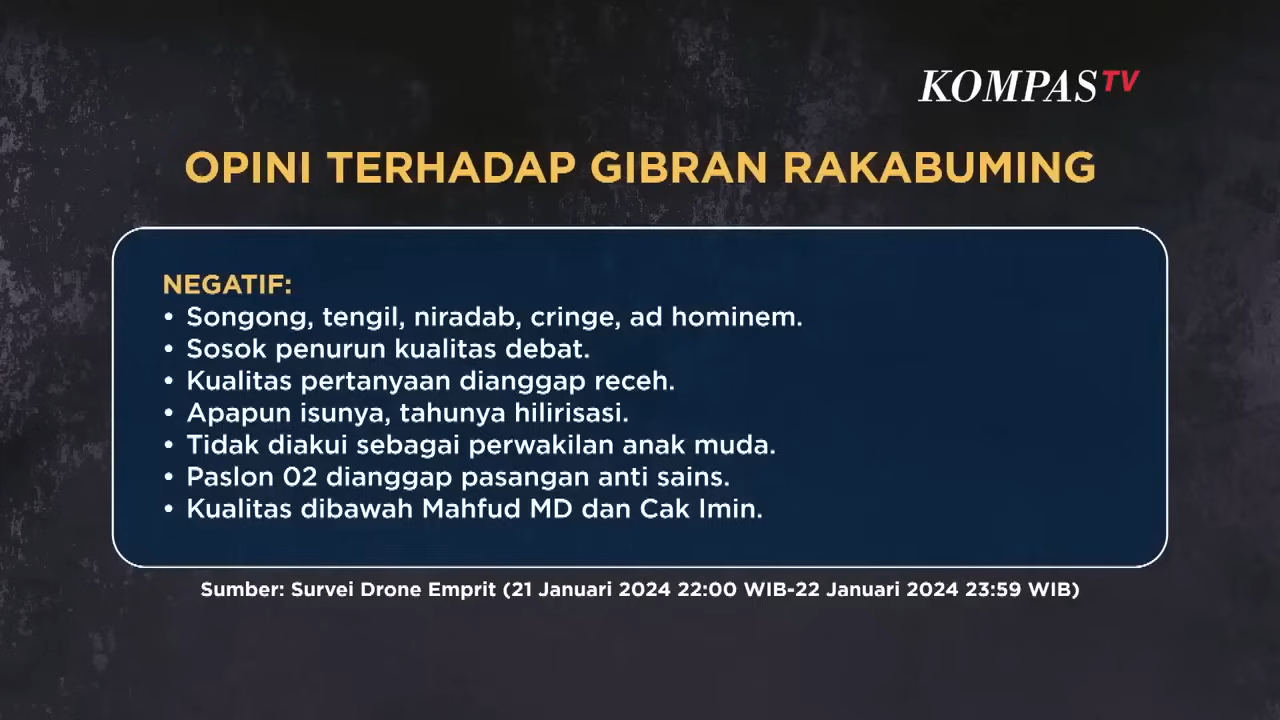 KOMPAS TV
OPINI TERHADAP GIBRAN RAKABUMING
NEGATIF:
• Songong, tengil, niradab, cringe, ad hominem.
• Sosok penurun kualitas debat.
• Kualitas pertanyaan dianggap receh.
• Apapun isunya, tahunya hilirisasi.
• Tidak diakui sebagai perwakilan anak muda.
• Paslon 02 dianggap pasangan anti sains.
• Kualitas dibawah Mahfud MD dan Cak Imin.
Sumber: Survei Drone Emprit (21 Januari 2024 22:00 WIB-22 Januari 2024 23:59 WIB)